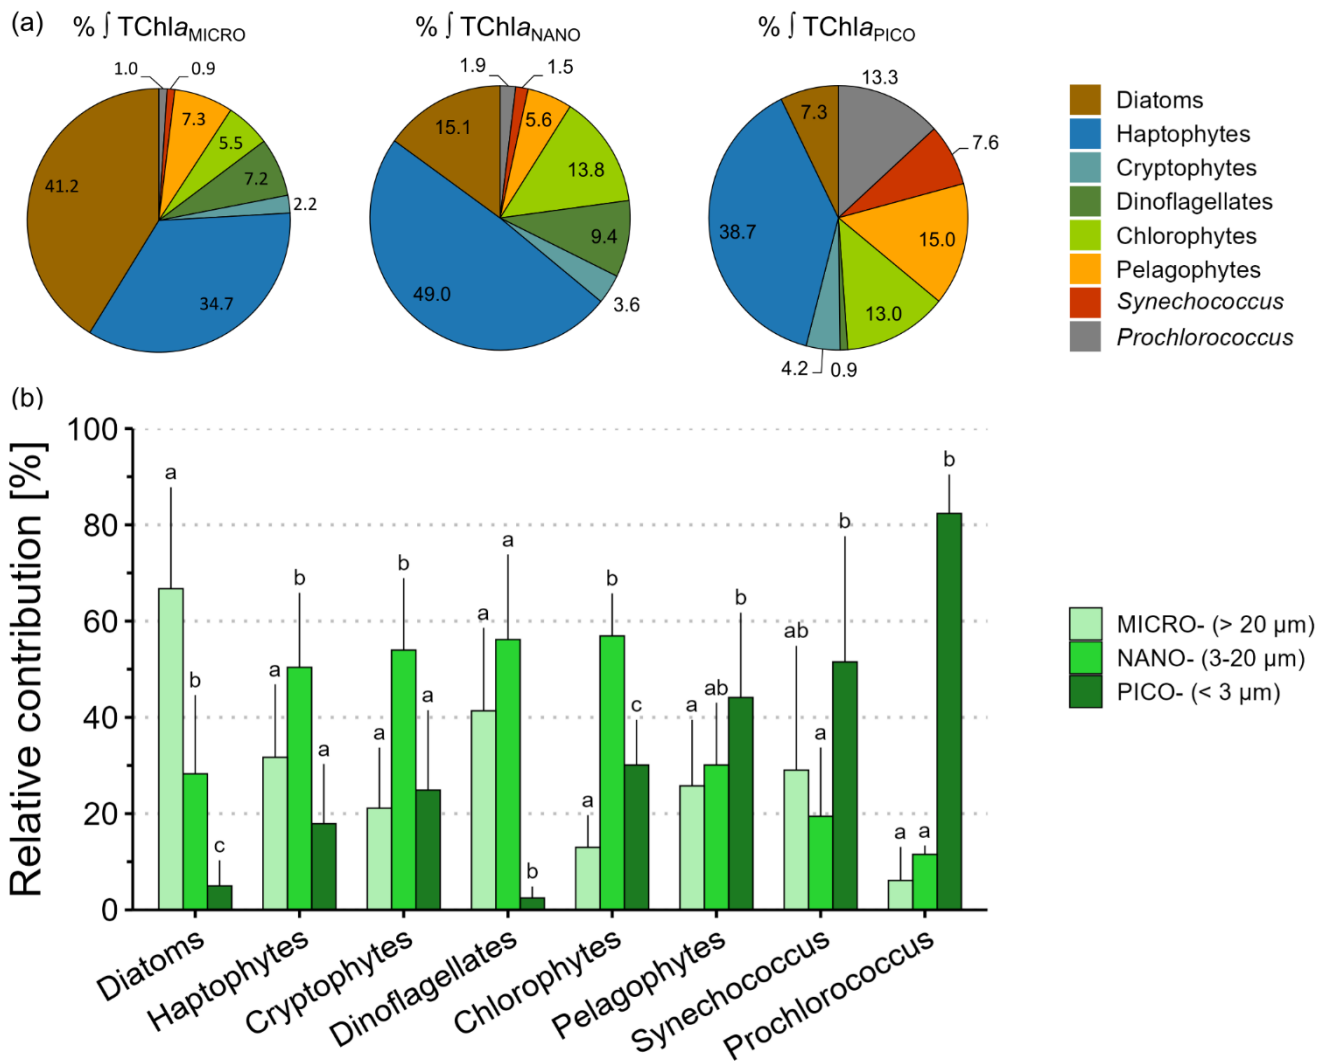 (a)
% ∫ TChlaMICRO
% ∫ TChlaNANO
% ∫ TChlaPICO
1.0
0.9
7.3
5.5
7.2
2.2
34.7
41.2
1.9
1.5
5.6
13.8
9.4
3.6
49.0
15.1
13.3
7.6
15.0
13.0
0.9
4.2
38.7
7.3
Diatoms
Haptophytes
Cryptophytes
Dinoflagellates
Chlorophytes
Pelagophytes
Synechococcus
Prochlorococcus
(b)
Relative contribution [%]
100
80
60
40
20
0
a
b
c
a
b
a
a
b
a
a
a
b
a
b
c
a
ab
b
ab
a
b
a
a
b
Diatoms
Haptophytes
Cryptophytes
Dinoflagellates
Chlorophytes
Pelagophytes
Synechococcus
Prochlorococcus
MICRO- (> 20 µm)
NANO- (3-20 µm)
PICO- (< 3 µm)